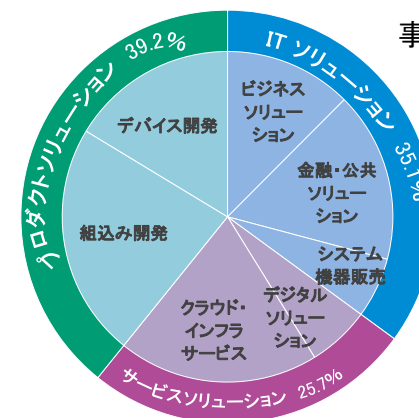 事
IT ソリューション 35.1%
ビジネス
ソリュー
ション
金融・公共
ソリュー
ション
システム
機器販売
サービスソリューション 25.7%
デジタル
ソリュー
ション
クラウド・
インフラ
サービス
プロダクトソリューション 39.2%
組込み開発
デバイス開発